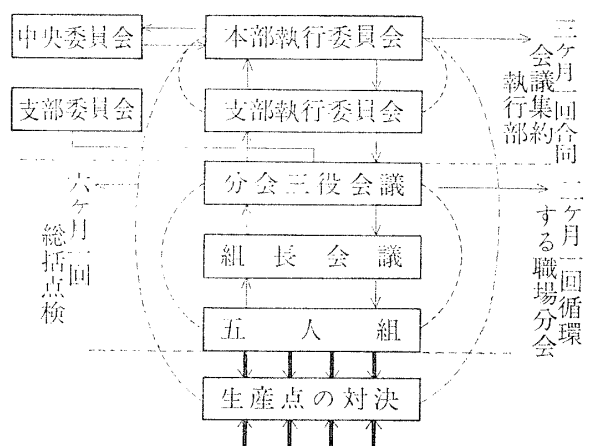 中央委員会
本部執行委員会
支部委員会
支部執行委員会
分会三役会議
組長会議
五人組
生産点の対決
三ヶ月一回合同
会議集約
執行部
二ヶ月一回循環
する職場分会
六ヶ月一回
総括点検